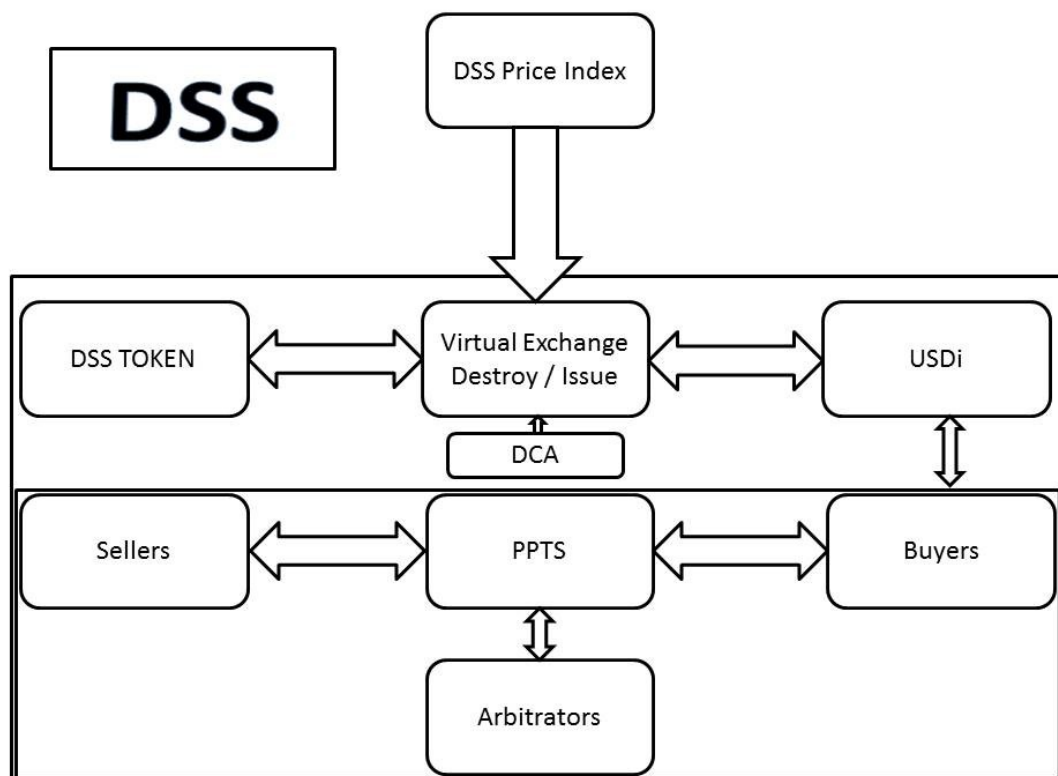 DSS
DSS Price Index
DSS TOKEN
Virtual Exchange
Destroy / Issue
USDi
DCA
Sellers
PPTS
Buyers
Arbitrators